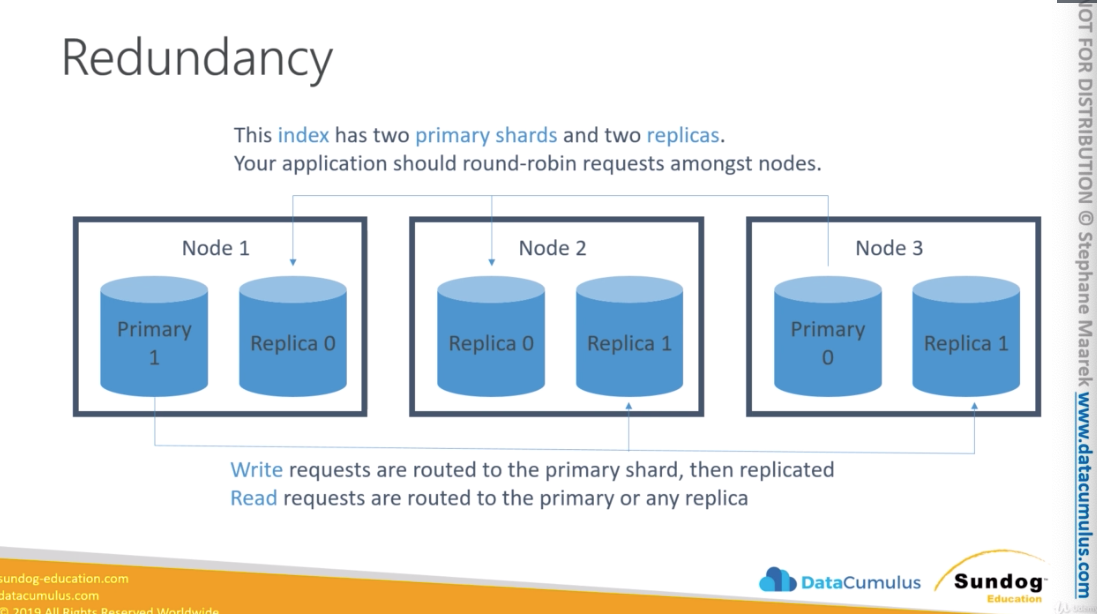 Redundancy
This index has two primary shards and two replicas.
Your application should round-robin requests amongst nodes.
Node 1
Primary
1
Replica 0
Node 2
Replica 0
Replica 1
Node 3
Primary
0
Replica 1
Write requests are routed to the primary shard, then replicated
Read requests are routed to the primary or any replica
sundog-education.com
datacumulus.com
© 2019 All Rights Reserved Worldwide
DataCumulus
Sundog
Education
NOT FOR DISTRIBUTION © Stephane Maarek www.datacumulus.com